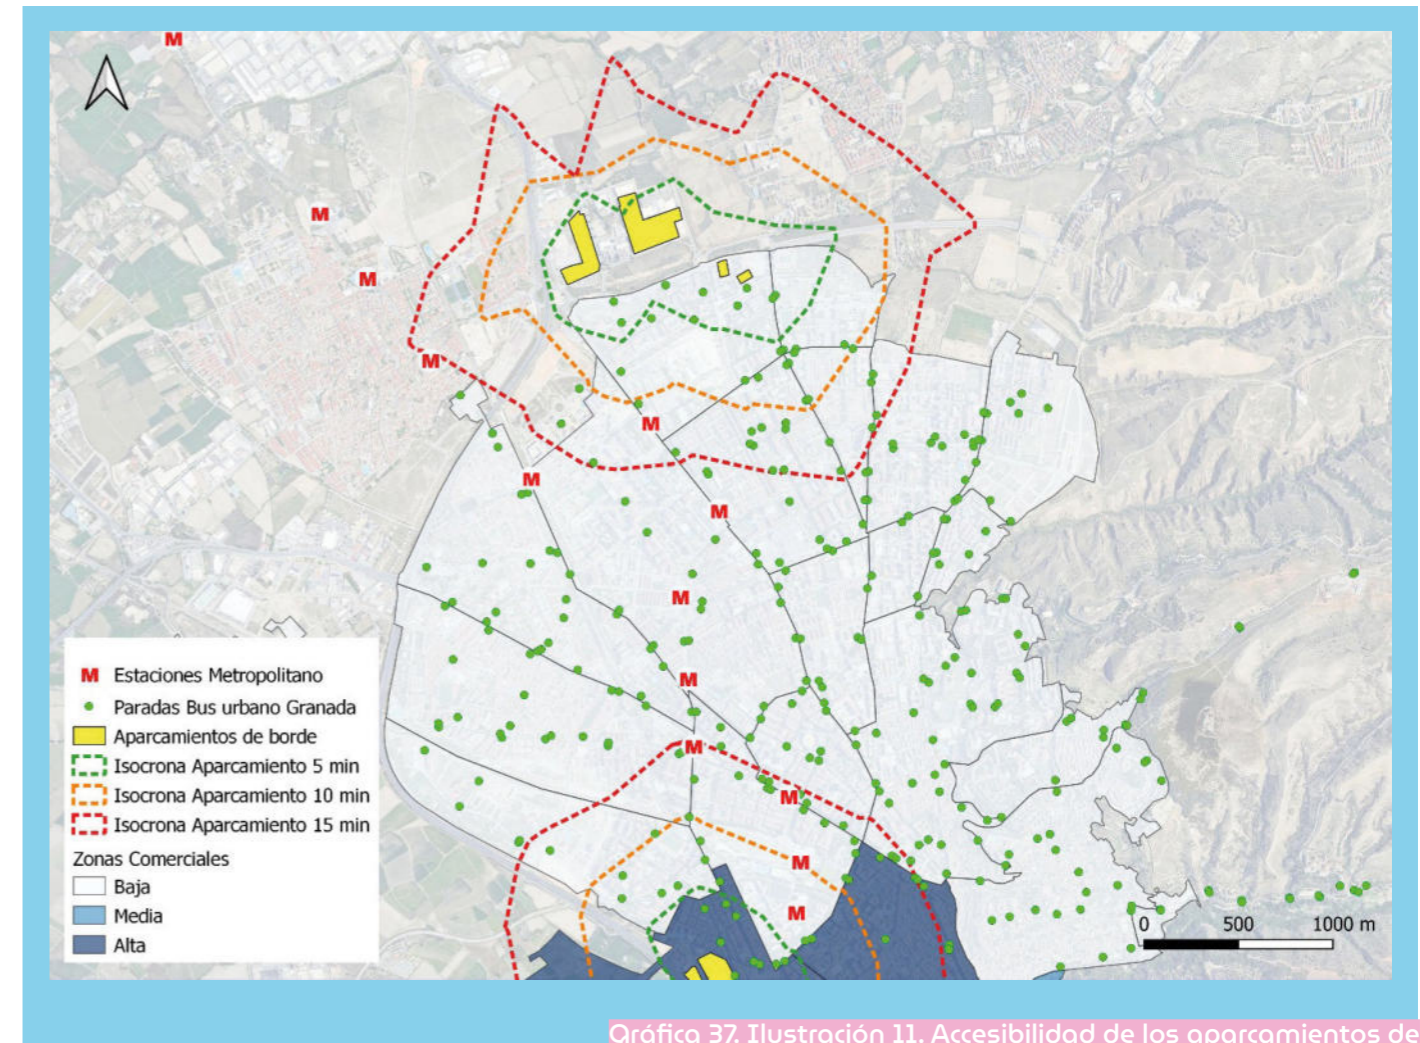 M
M
M
M
M
M
M
M
M
M
M
M
M
M
Estaciones Metropolitano
Paradas Bus urbano Granada
Aparcamientos de borde
Isocrona Aparcamiento 5 min
Isocrona Aparcamiento 10 min
Isocrona Aparcamiento 15 min
Zonas Comerciales
Baja
Media
Alta
0 500 1000 m
Gráfica 37. Ilustración 11. Accesibilidad de los aparcamientos de